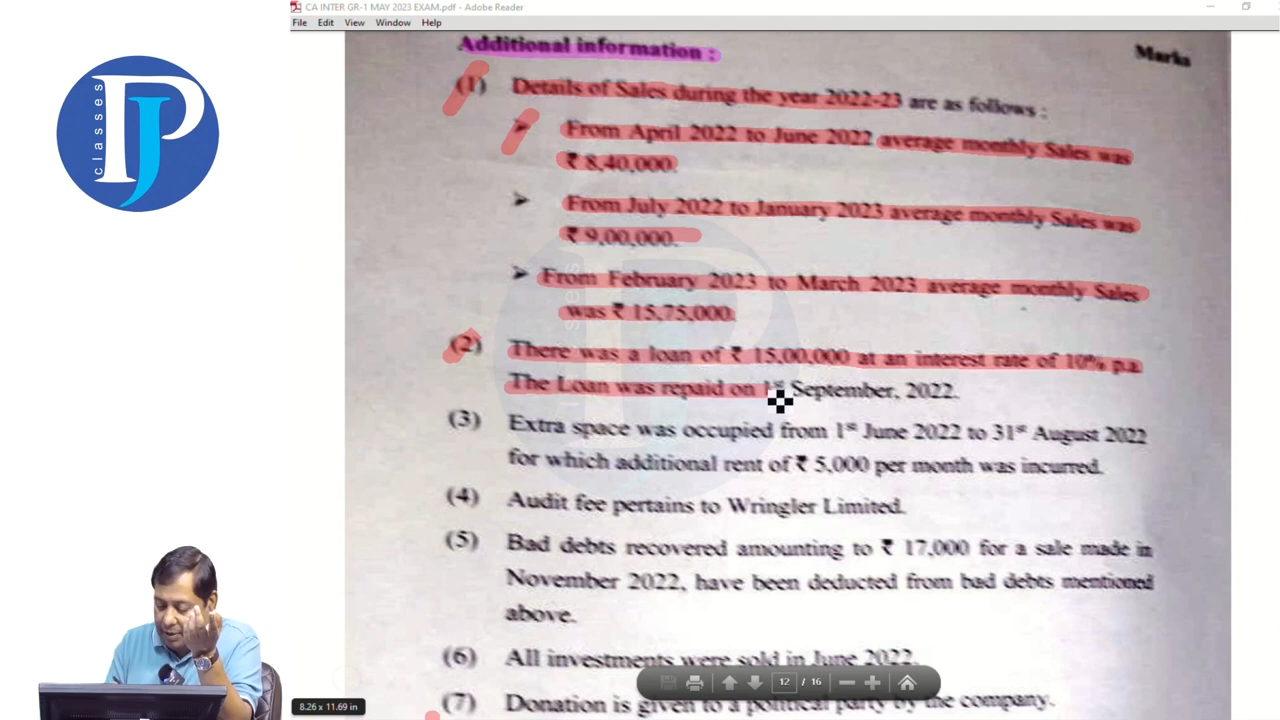 CA INTER GR-1 MAY 2023 EXAM.pdf - Adobe Reader
File Edit View Window Help
classes
PJ
Additional information :
Marks
(1) Details of Sales during the year 2022-23 are as follows :
➤ From April 2022 to June 2022 average monthly Sales was
₹ 8,40,000.
➤ From July 2022 to January 2023 average monthly Sales was
₹ 9,00,000.
➤ From February 2023 to March 2023 average monthly Sales
was ₹ 15,75,000.
(2) There was a loan of ₹ 15,00,000 at an interest rate of 10% p.a.
The Loan was repaid on 1st September, 2022.
(3) Extra space was occupied from 1st June 2022 to 31st August 2022
for which additional rent of ₹ 5,000 per month was incurred.
(4) Audit fee pertains to Wringler Limited.
(5) Bad debts recovered amounting to ₹ 17,000 for a sale made in
November 2022, have been deducted from bad debts mentioned
above.
(6) All investments were sold in June 2022.
(7) Donation is given to a political party by the company.
12 / 16
8.26 x 11.69 in